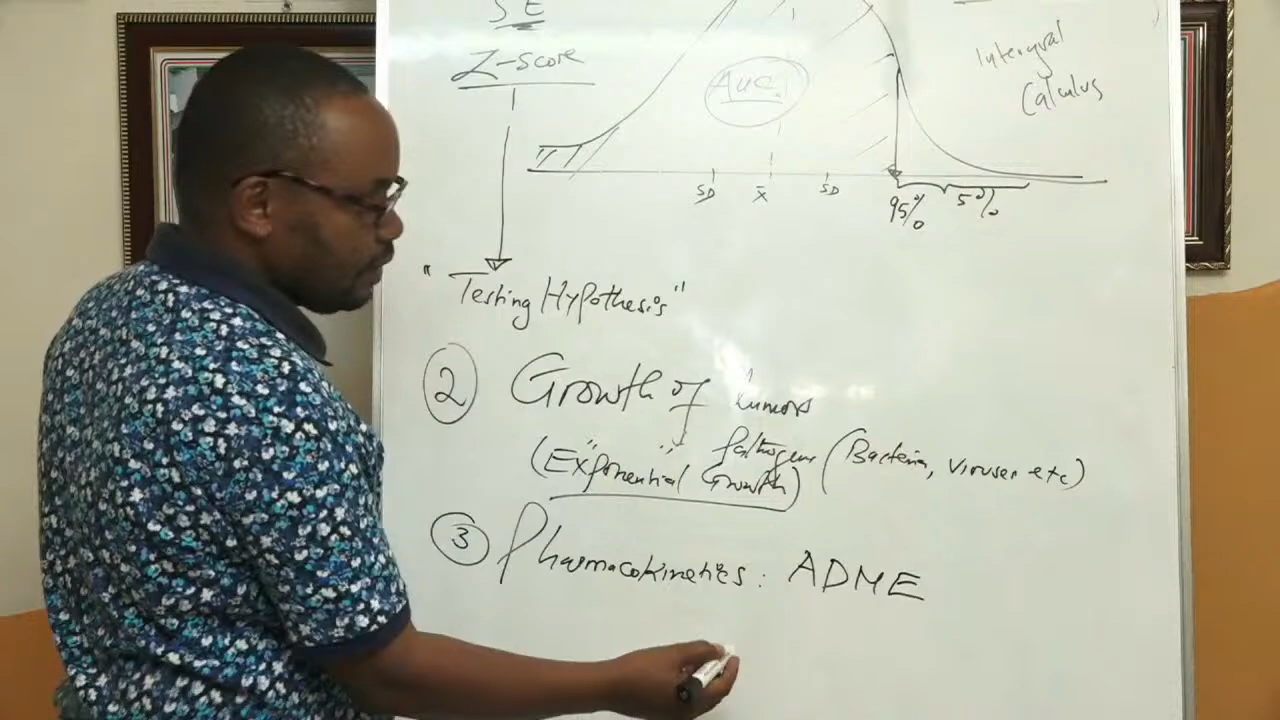 SE
Z-score
AUC
Intergral
Calculus
SD x̄ SD 95% 5%
"Testing Hypothesis"
② Growth of Tumors
" Pathogens (Bacteria, Viruses etc)
(Exponential Growth)
③ Pharmacokinetics: ADME